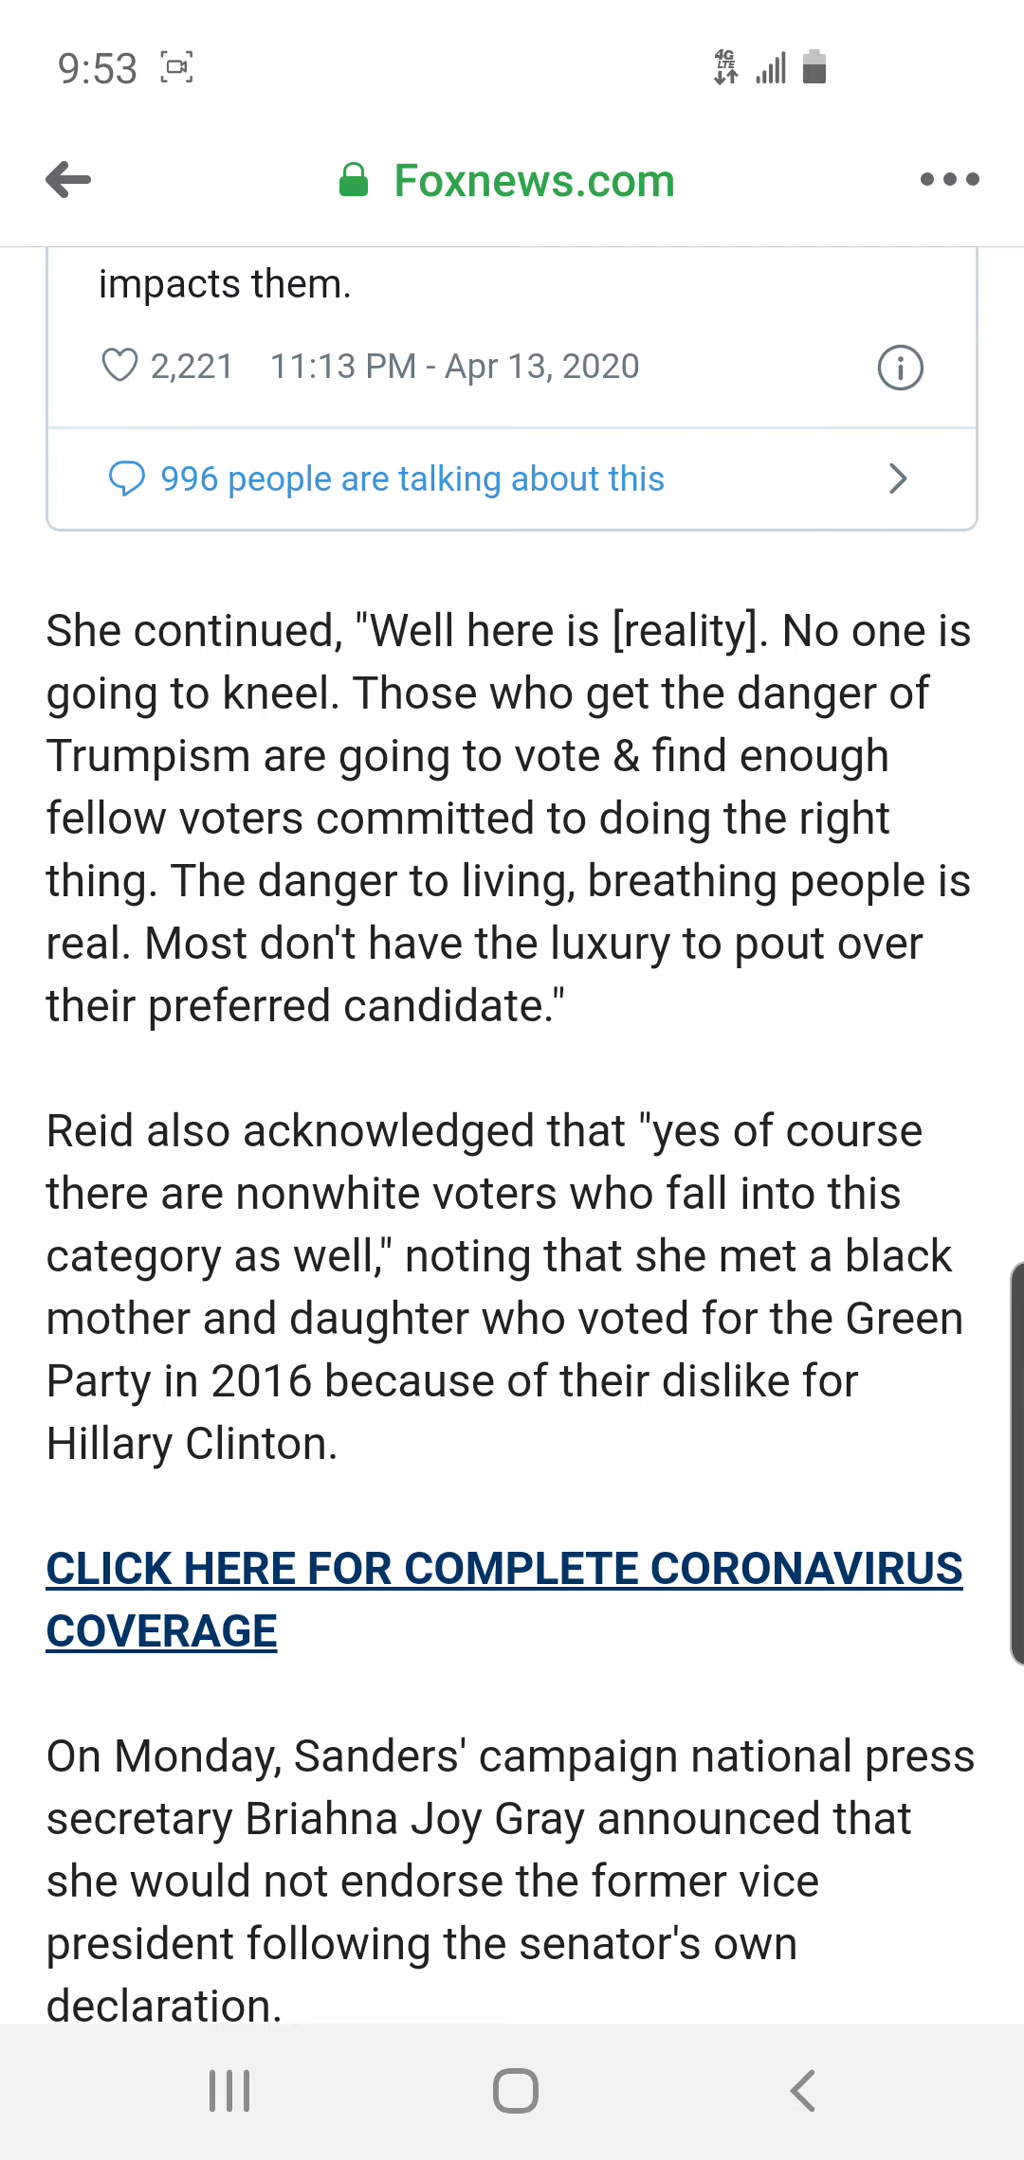 9:53
4G LTE
Foxnews.com
impacts them.
2,221 11:13 PM - Apr 13, 2020
996 people are talking about this
She continued, "Well here is [reality]. No one is
going to kneel. Those who get the danger of
Trumpism are going to vote & find enough
fellow voters committed to doing the right
thing. The danger to living, breathing people is
real. Most don't have the luxury to pout over
their preferred candidate."
Reid also acknowledged that "yes of course
there are nonwhite voters who fall into this
category as well," noting that she met a black
mother and daughter who voted for the Green
Party in 2016 because of their dislike for
Hillary Clinton.
CLICK HERE FOR COMPLETE CORONAVIRUS
COVERAGE
On Monday, Sanders' campaign national press
secretary Briahna Joy Gray announced that
she would not endorse the former vice
president following the senator's own
declaration.